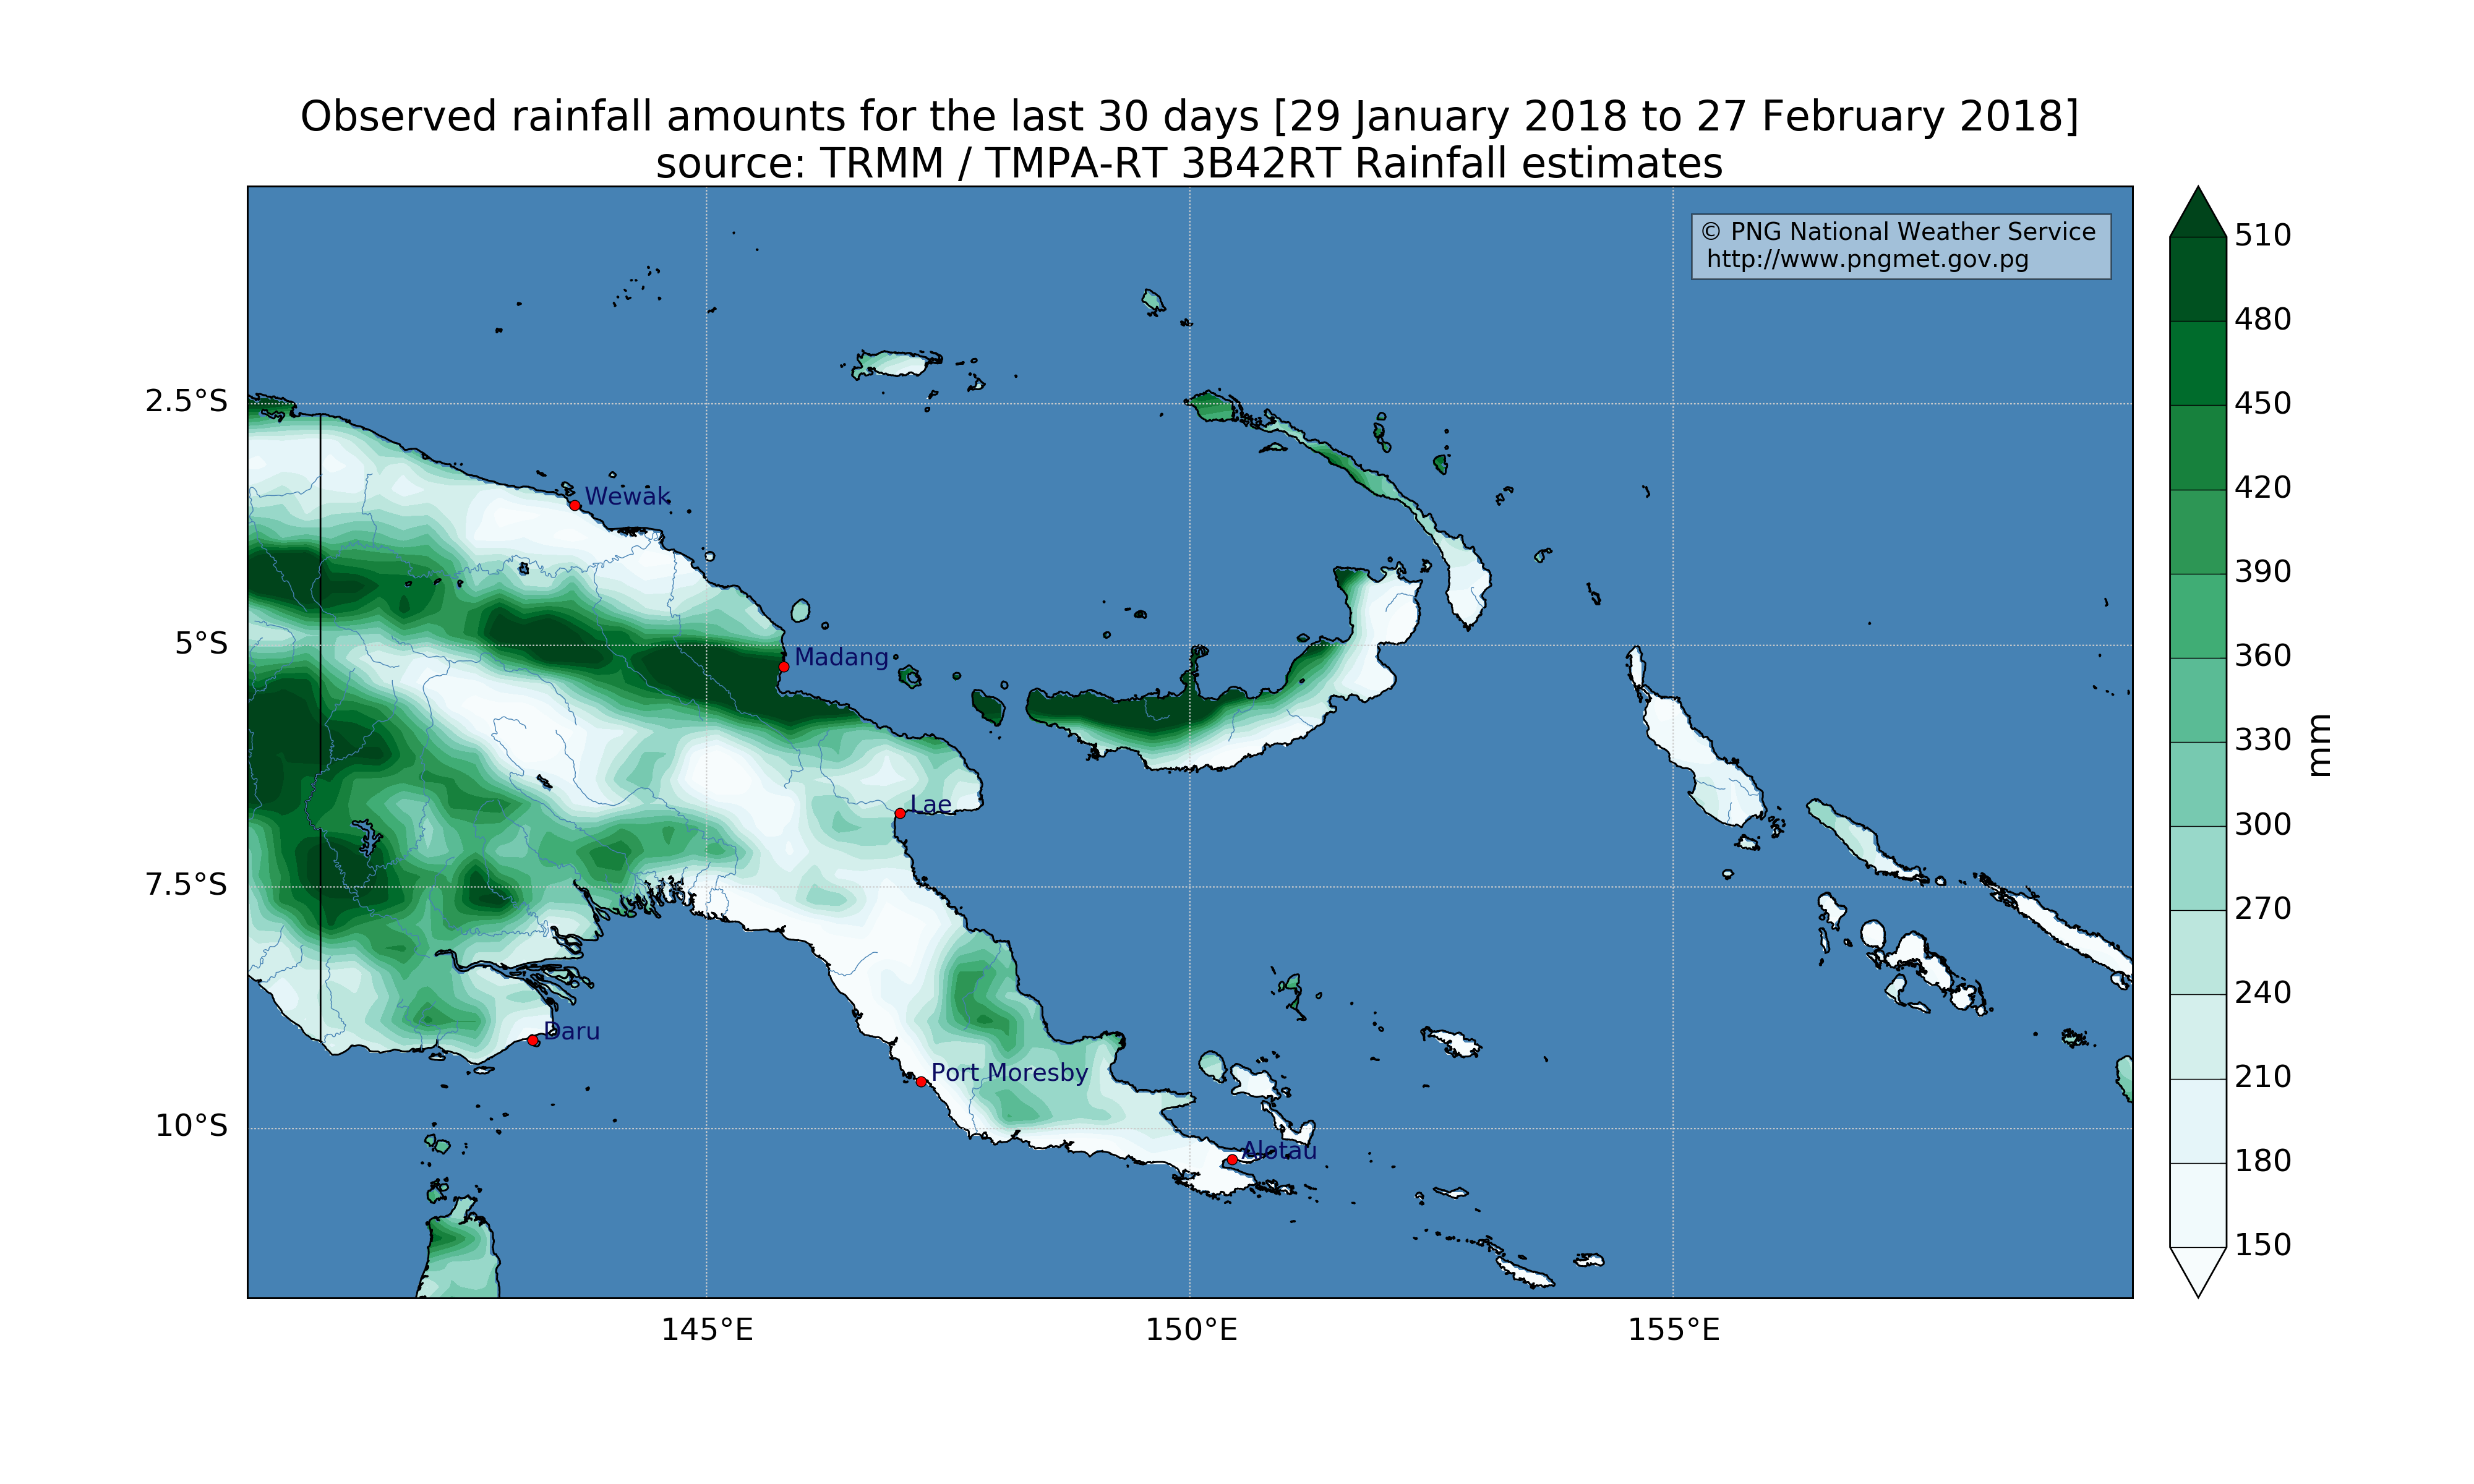 Observed rainfall amounts for the last 30 days [29 January 2018 to 27 February 2018]
source: TRMM / TMPA-RT 3B42RT Rainfall estimates
© PNG National Weather Service
http://www.pngmet.gov.pg
2.5°S
5°S
7.5°S
10°S
Wewak
Madang
Lae
Daru
Port Moresby
Alotau
145°E
150°E
155°E
510
480
450
420
390
360
330
300
270
240
210
180
150
mm